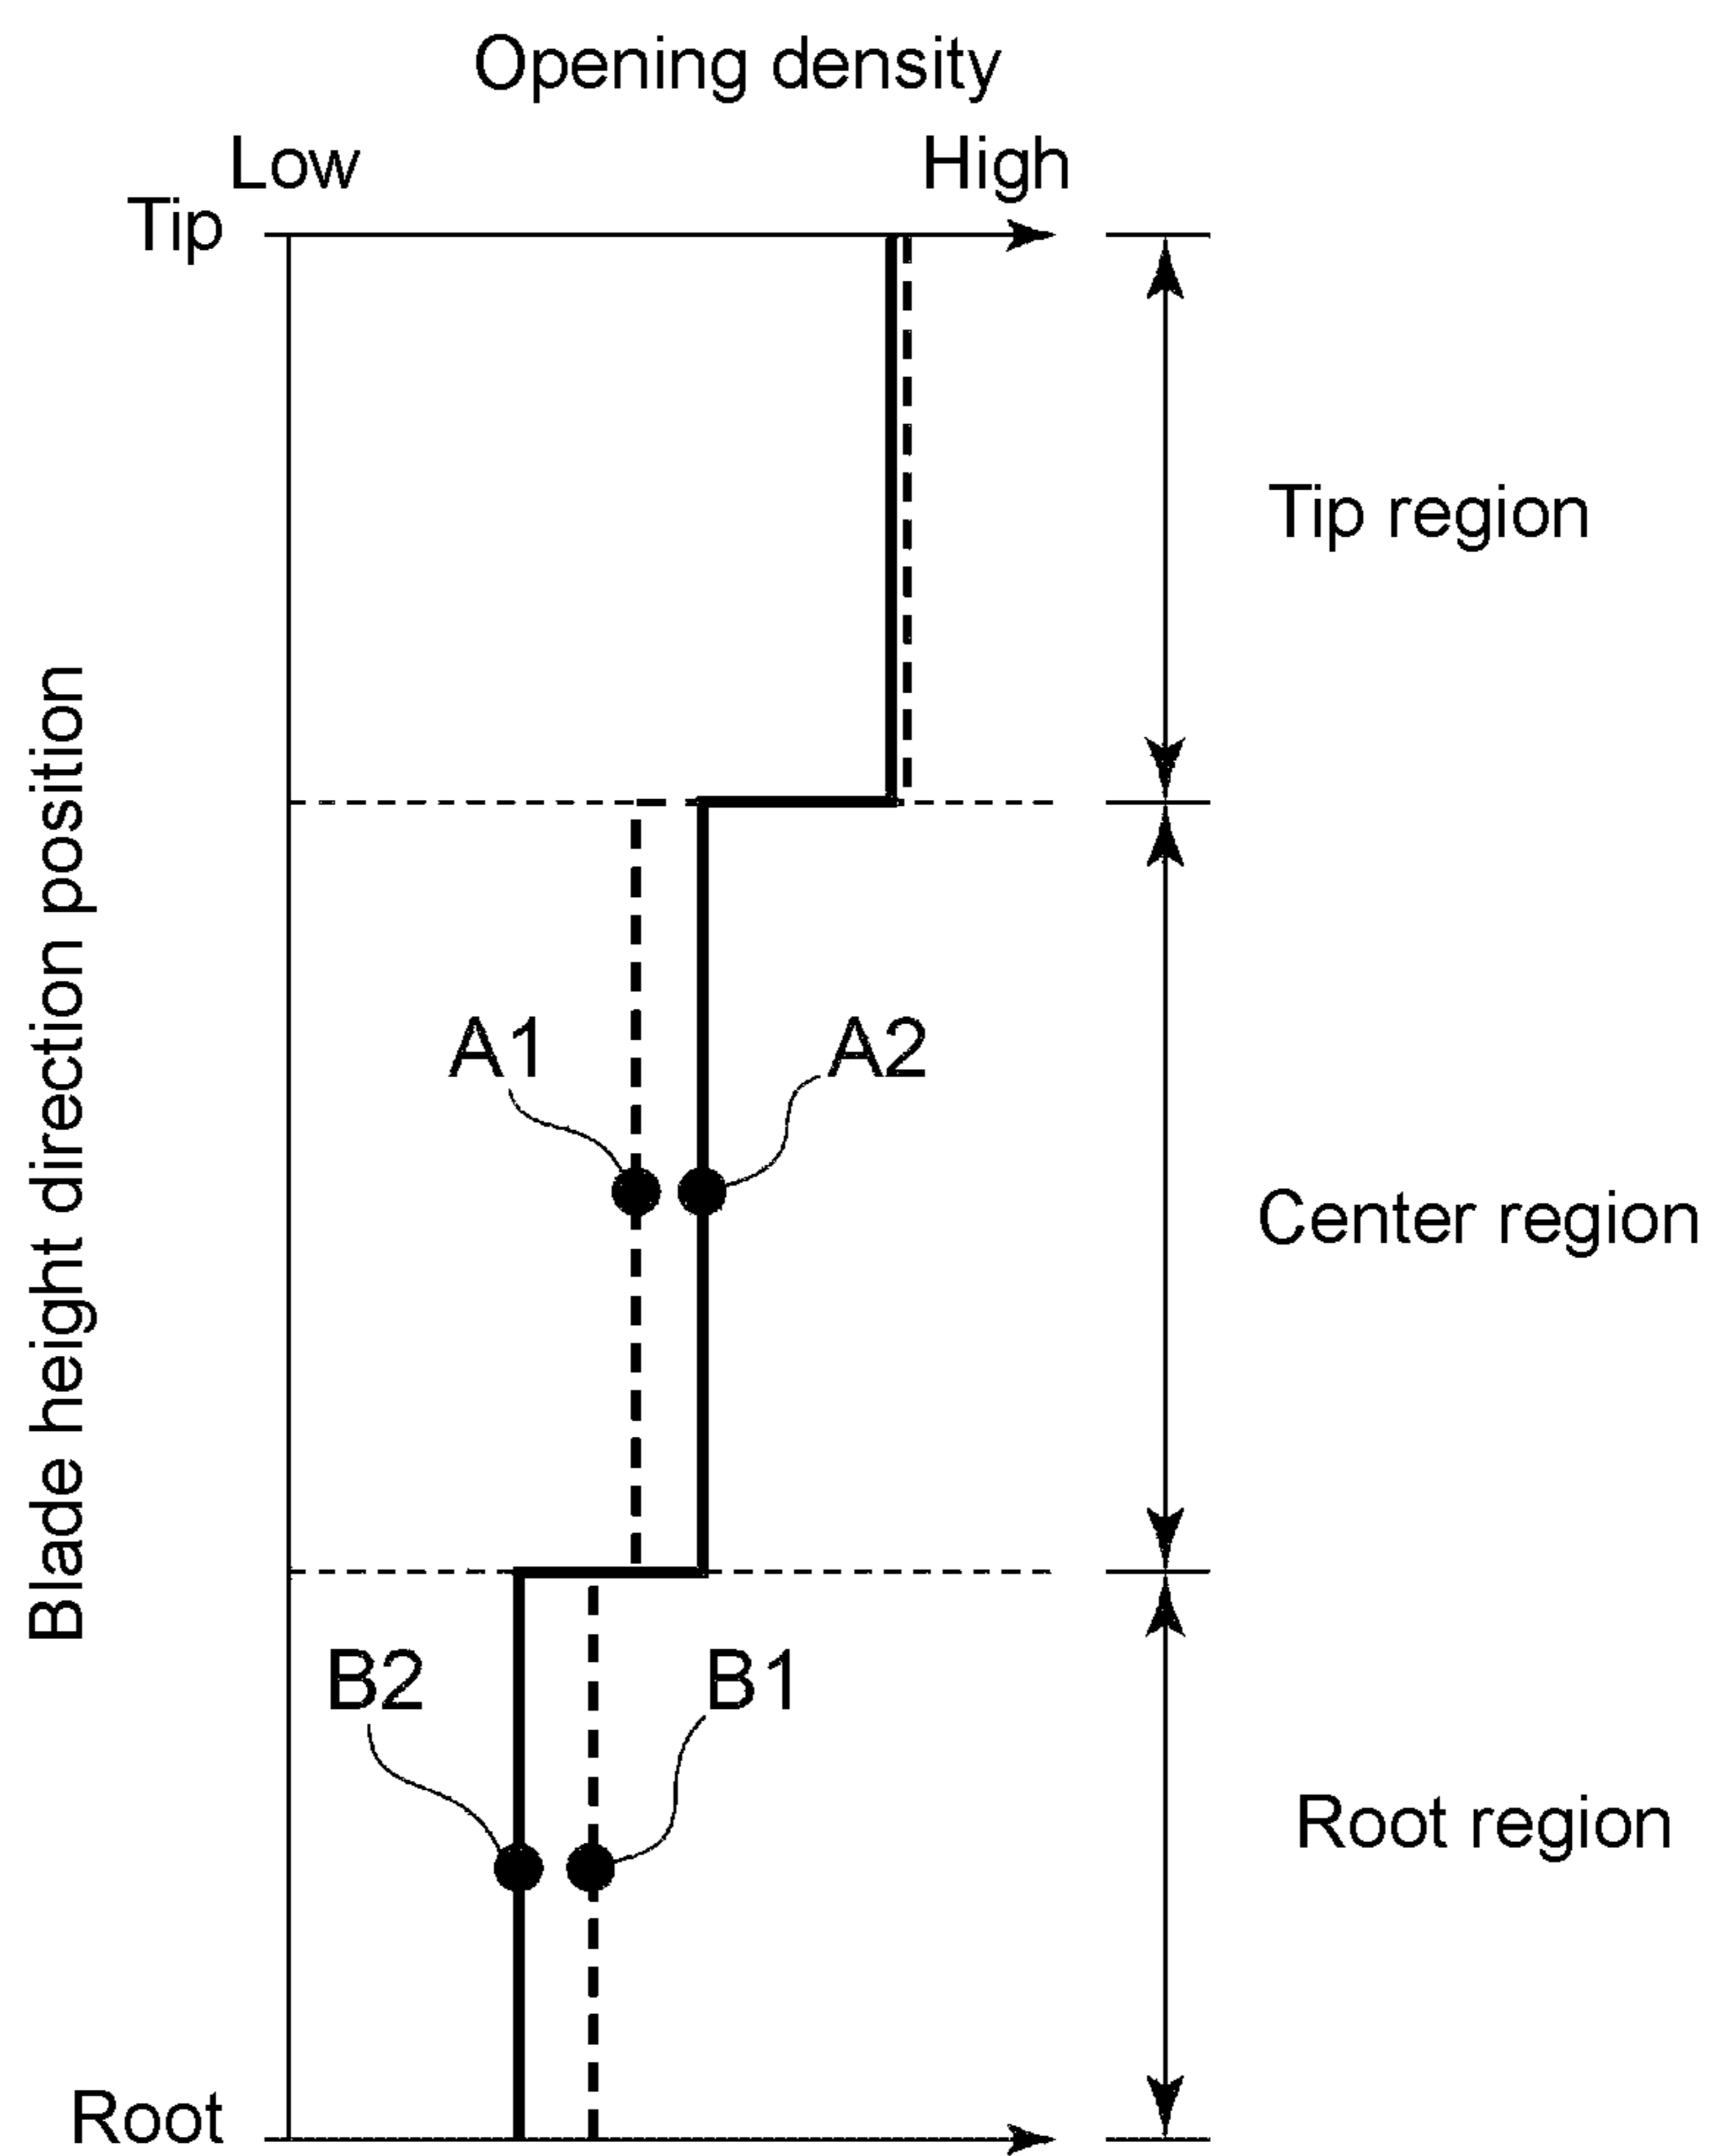 Opening density
Low
High
Tip
Tip region
Blade height direction position
A1
A2
Center region
B2
B1
Root region
Root